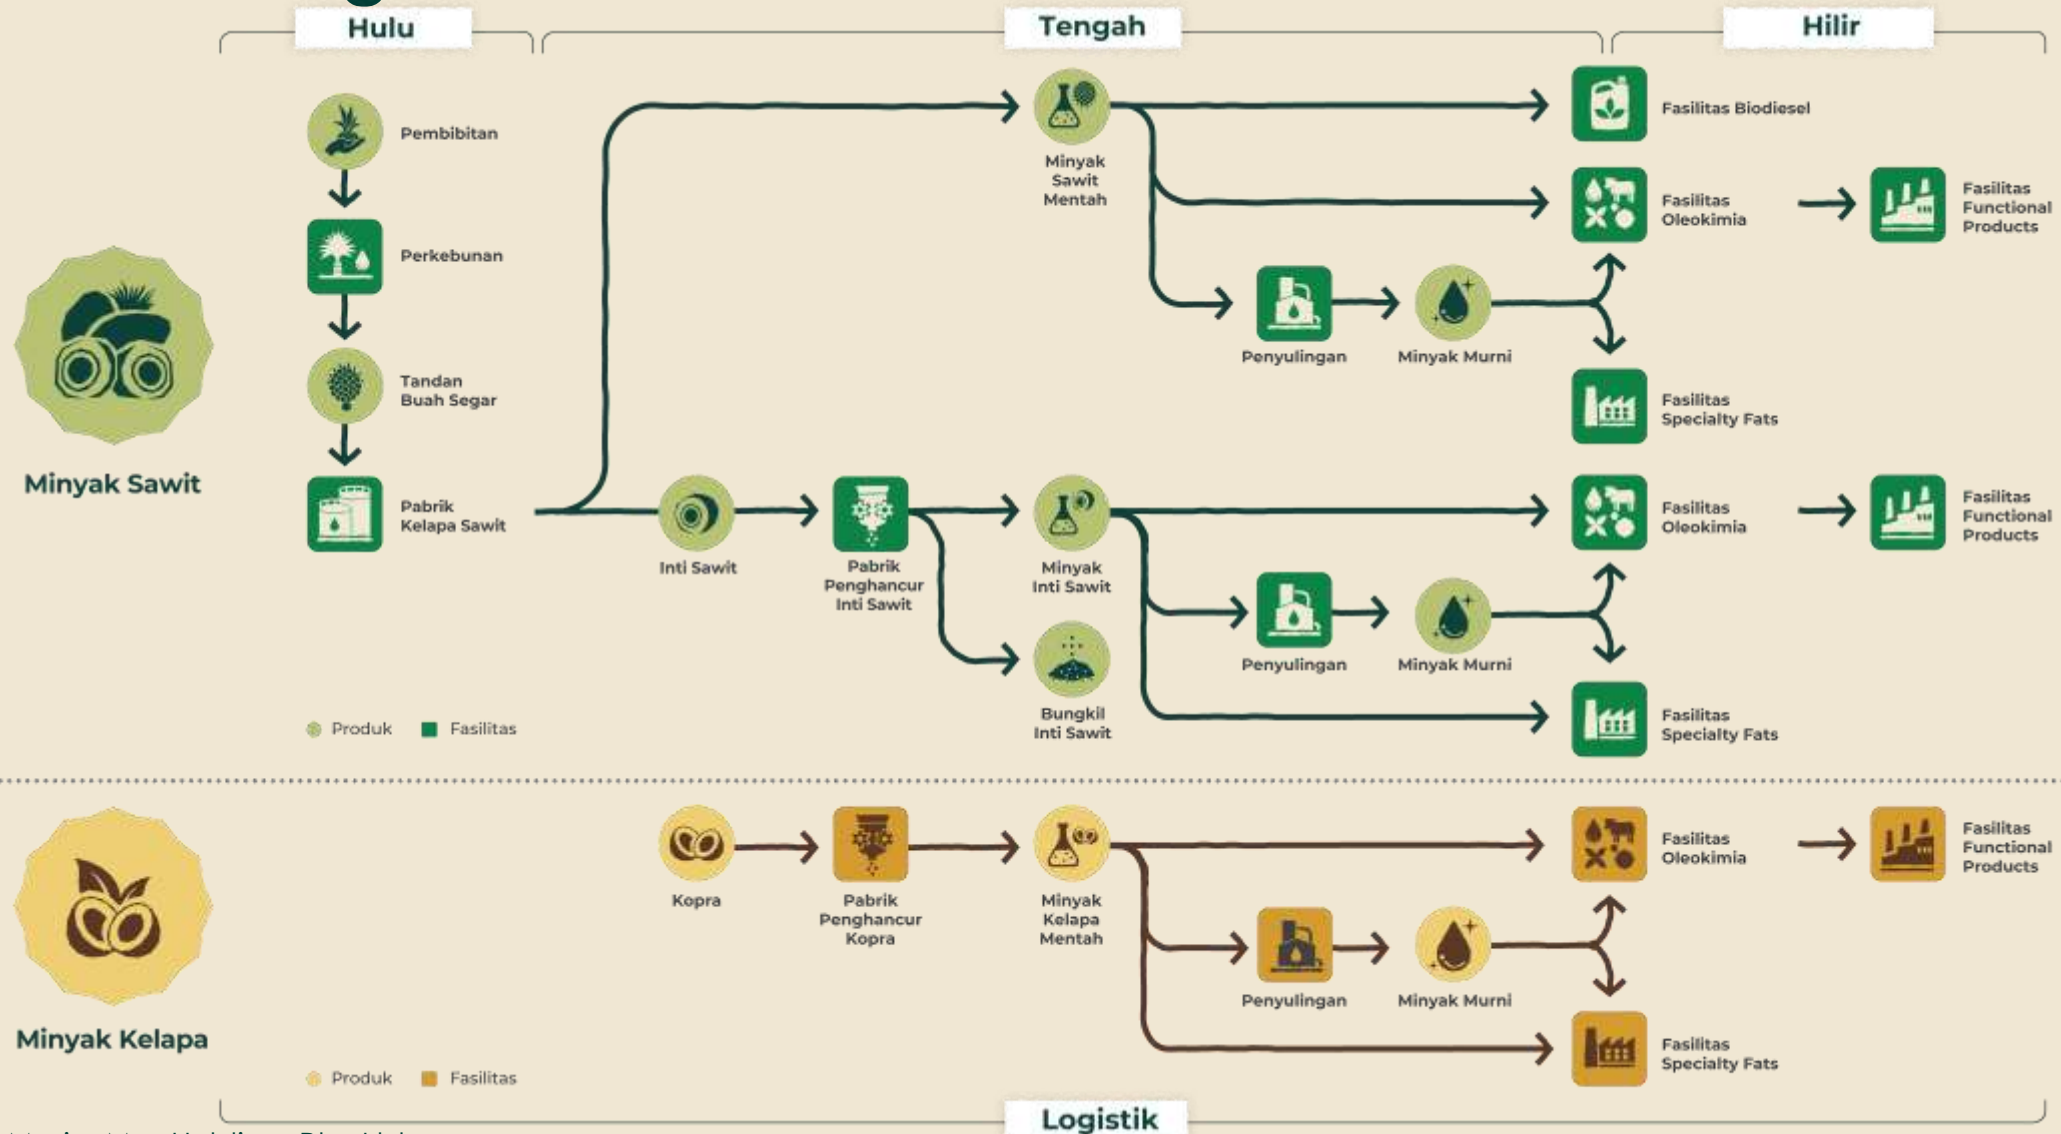 Hulu
Tengah
Hilir
Pembibitan
Perkebunan
Tandan
Buah Segar
Pabrik
Kelapa Sawit
Minyak Sawit
Minyak
Sawit
Mentah
Fasilitas Biodiesel
Fasilitas
Oleokimia
Fasilitas
Functional
Products
Penyulingan
Minyak Murni
Fasilitas
Specialty Fats
Inti Sawit
Pabrik
Penghancur
Inti Sawit
Minyak
Inti Sawit
Fasilitas
Oleokimia
Fasilitas
Functional
Products
Penyulingan
Minyak Murni
Bungkil
Inti Sawit
Fasilitas
Specialty Fats
Produk
Fasilitas
Minyak Kelapa
Kopra
Pabrik
Penghancur
Kopra
Minyak
Kelapa
Mentah
Fasilitas
Oleokimia
Fasilitas
Functional
Products
Penyulingan
Minyak Murni
Fasilitas
Specialty Fats
Produk
Fasilitas
Logistik